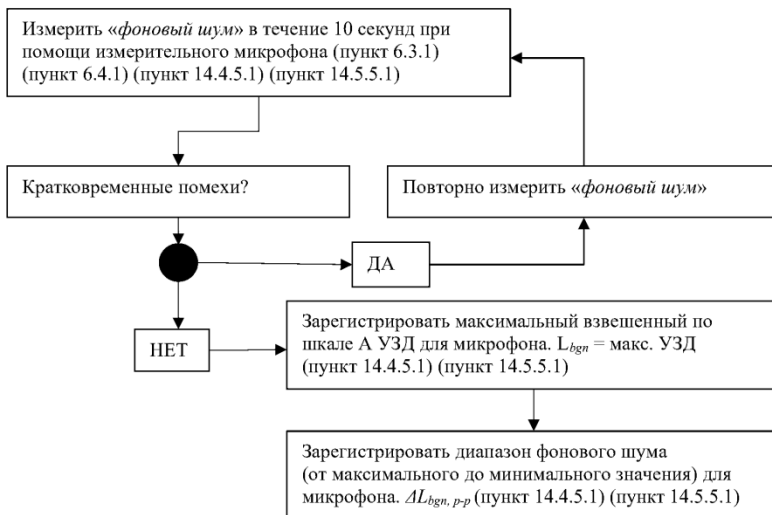 Измерить «фоновый шум» в течение 10 секунд при
помощи измерительного микрофона (пункт 6.3.1)
(пункт 6.4.1) (пункт 14.4.5.1) (пункт 14.5.5.1)
Кратковременные помехи?
Повторно измерить «фоновый шум»
ДА
НЕТ
Зарегистрировать максимальный взвешенный по
шкале А УЗД для микрофона. Lbgn = макс. УЗД
(пункт 14.4.5.1) (пункт 14.5.5.1)
Зарегистрировать диапазон фонового шума
(от максимального до минимального значения) для
микрофона. ΔLbgn, p-p (пункт 14.4.5.1) (пункт 14.5.5.1)